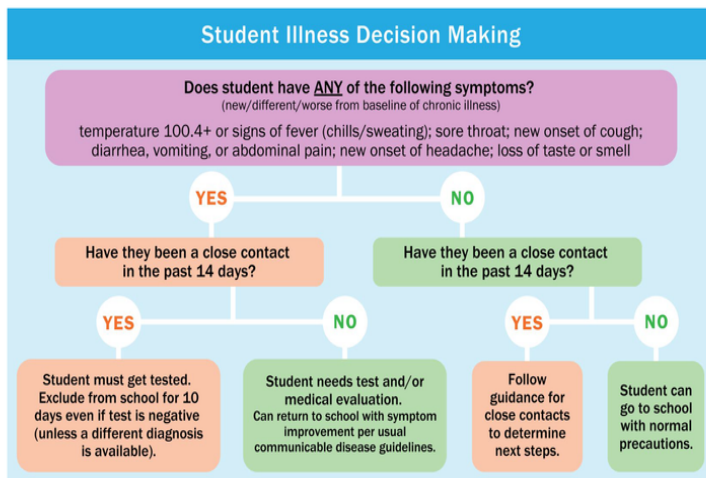 Student Illness Decision Making
Does student have ANY of the following symptoms?
(new/different/worse from baseline of chronic illness)
temperature 100.4+ or signs of fever (chills/sweating); sore throat; new onset of cough;
diarrhea, vomiting, or abdominal pain; new onset of headache; loss of taste or smell
YES
NO
Have they been a close contact
in the past 14 days?
Have they been a close contact
in the past 14 days?
YES
NO
YES
NO
Student must get tested.
Exclude from school for 10
days even if test is negative
(unless a different diagnosis
is available).
Student needs test and/or
medical evaluation.
Can return to school with symptom
improvement per usual
communicable disease guidelines.
Follow
guidance for
close contacts
to determine
next steps.
Student can
go to school
with normal
precautions.